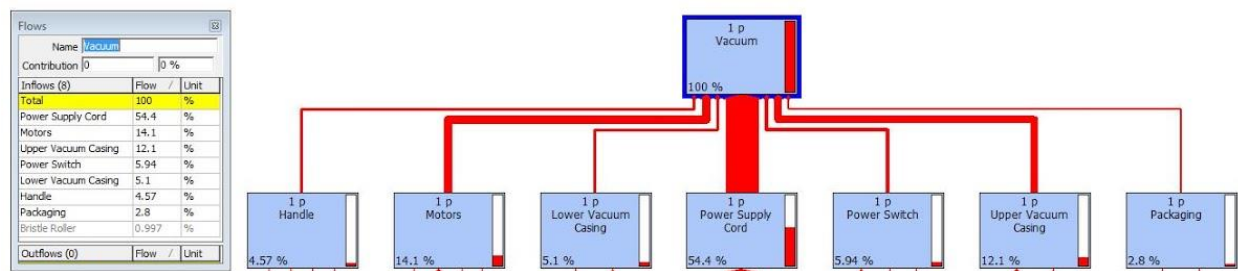 Flows
Name Vacuum
Contribution 0 0 %
Inflows (8) Flow / Unit
Total 100 %
Power Supply Cord 54.4 %
Motors 14.1 %
Upper Vacuum Casing 12.1 %
Power Switch 5.94 %
Lower Vacuum Casing 5.1 %
Handle 4.57 %
Packaging 2.8 %
Bristle Roller 0.997 %
Outflows (0) Flow / Unit
1 p
Vacuum
100 %
1 p
Handle
4.57 %
1 p
Motors
14.1 %
1 p
Lower Vacuum
Casing
5.1 %
1 p
Power Supply
Cord
54.4 %
1 p
Power Switch
5.94 %
1 p
Upper Vacuum
Casing
12.1 %
1 p
Packaging
2.8 %